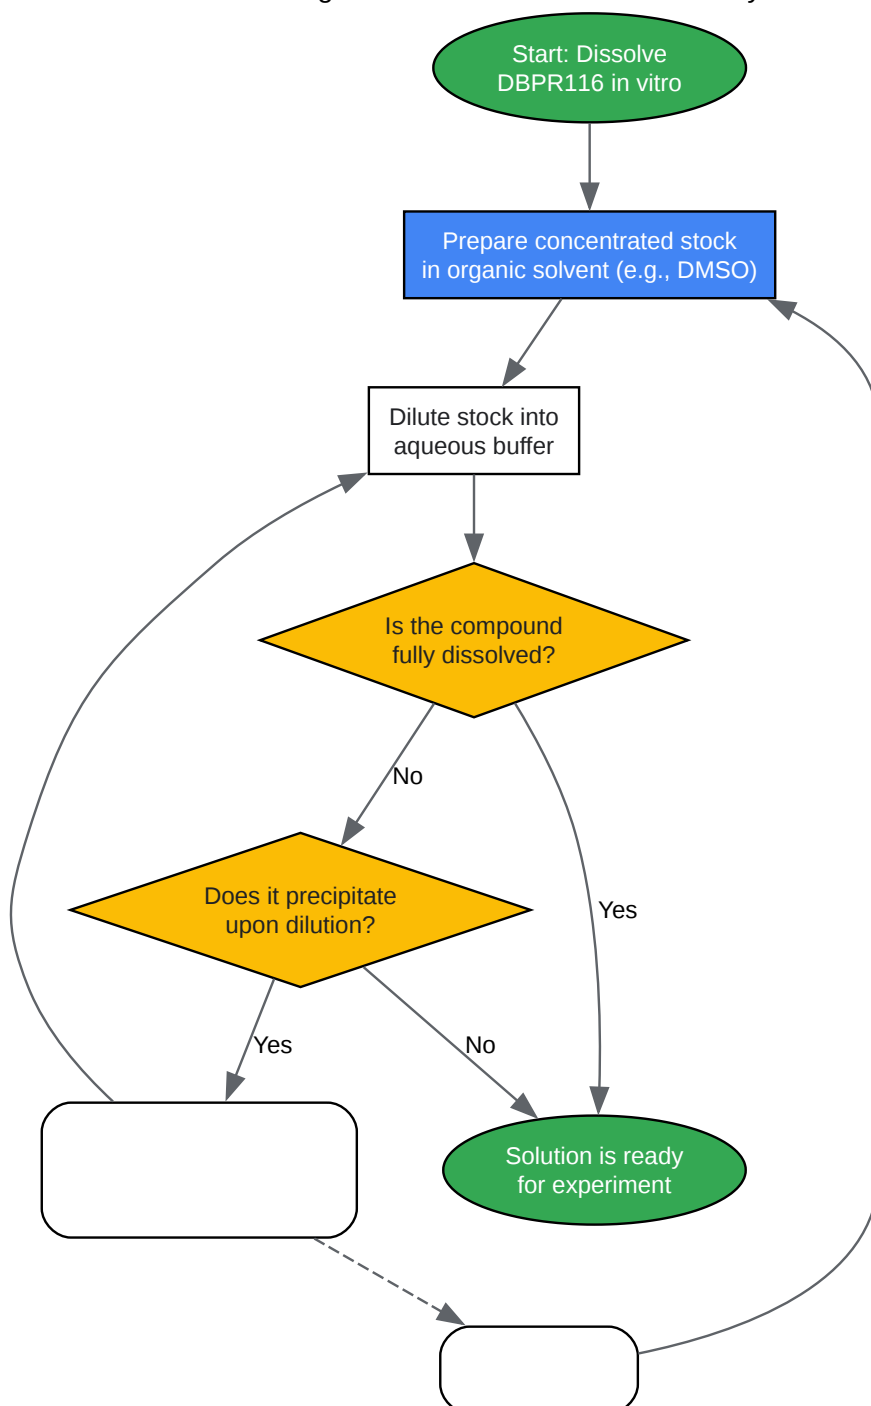 Start: Dissolve
DBPR116 in vitro
Prepare concentrated stock
in organic solvent (e.g., DMSO)
Dilute stock into
aqueous buffer
Is the compound
fully dissolved?
No
Does it precipitate
upon dilution?
Yes
Yes
No
Solution is ready
for experiment